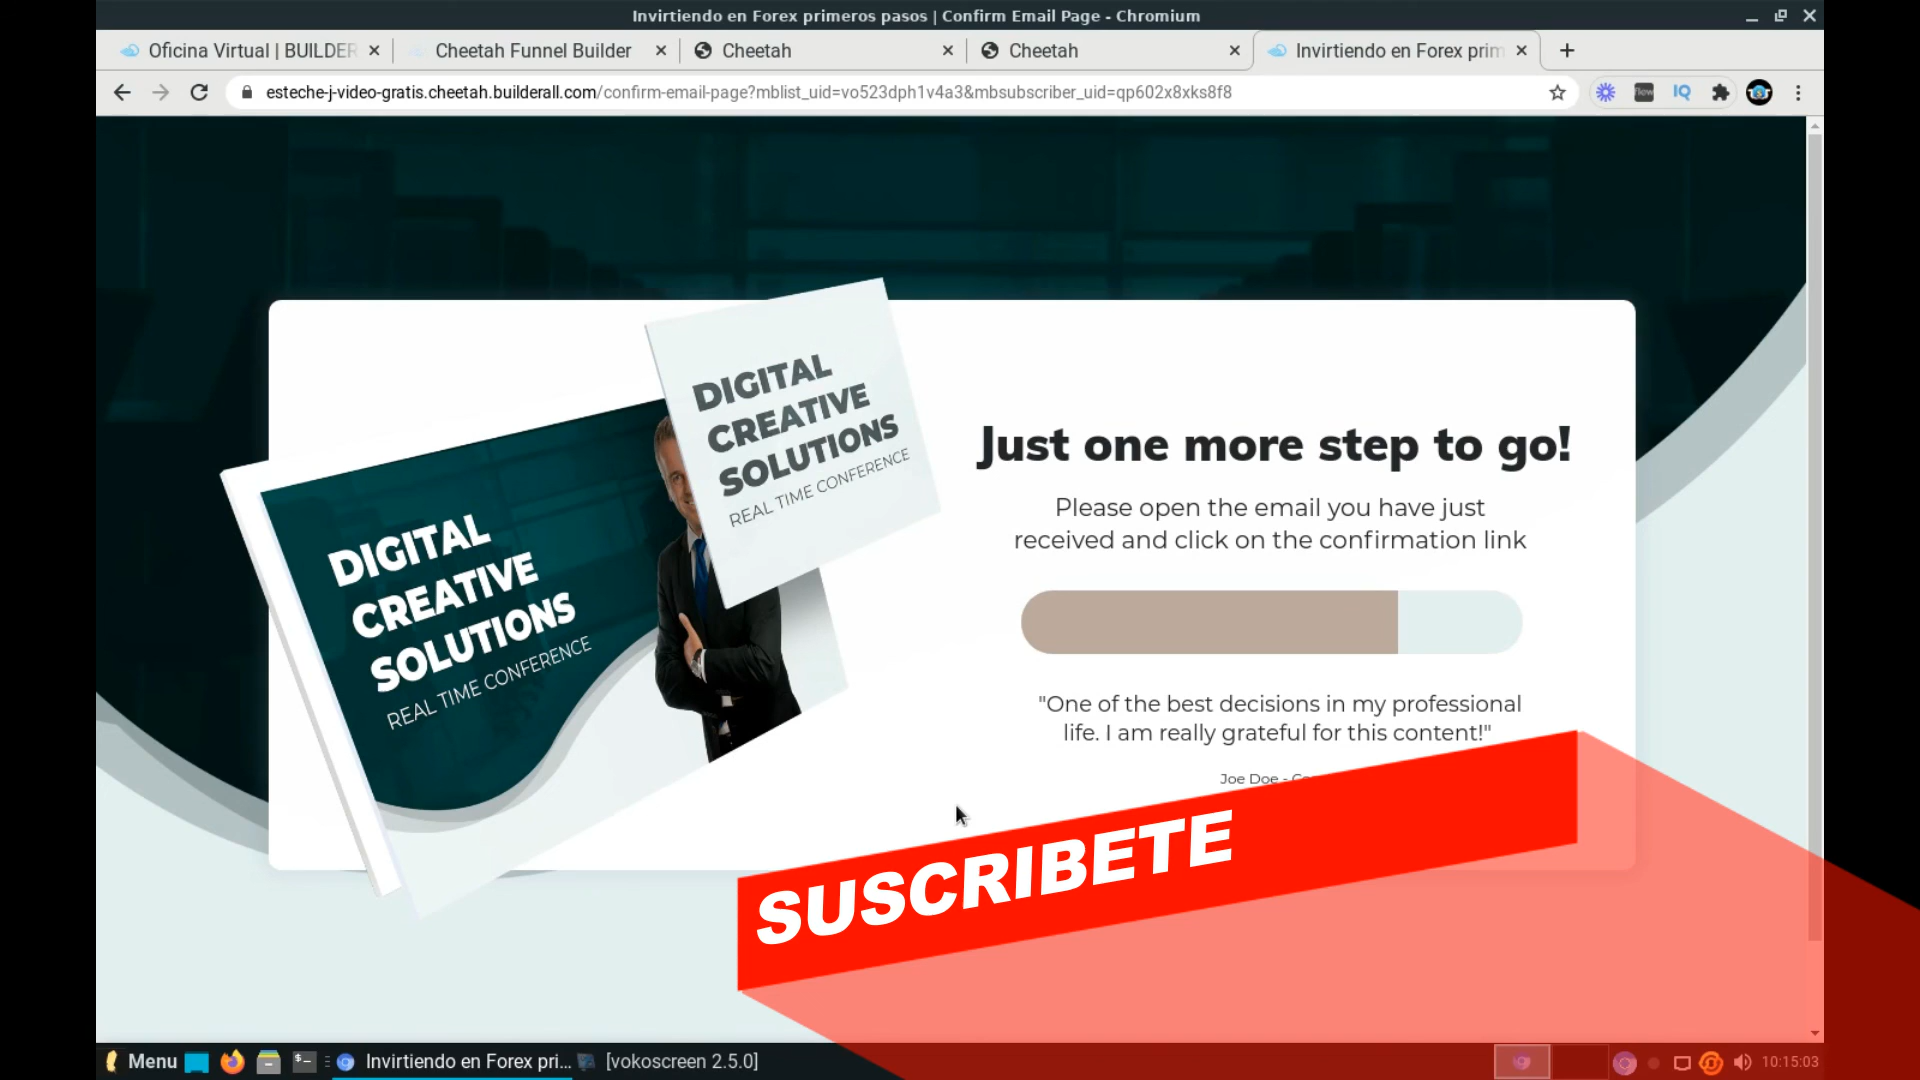 Invirtiendo en Forex primeros pasos | Confirm Email Page - Chromium
Oficina Virtual | BUILDER
Cheetah Funnel Builder
Cheetah
Cheetah
Invirtiendo en Forex prim
esteche-j-video-gratis.cheetah.builderall.com/confirm-email-page?mblist_uid=vo523dph1v4a3&mbsubscriber_uid=qp602x8xks8f8
IQ
DIGITAL
CREATIVE
SOLUTIONS
REAL TIME CONFERENCE
DIGITAL
CREATIVE
SOLUTIONS
REAL TIME CONFERENCE
Just one more step to go!
Please open the email you have just
received and click on the confirmation link
"One of the best decisions in my professional
life. I am really grateful for this content!"
Joe Doe -
SUSCRIBETE
Menu
Invirtiendo en Forex pri...
[vokoscreen 2.5.0]
10:15:03